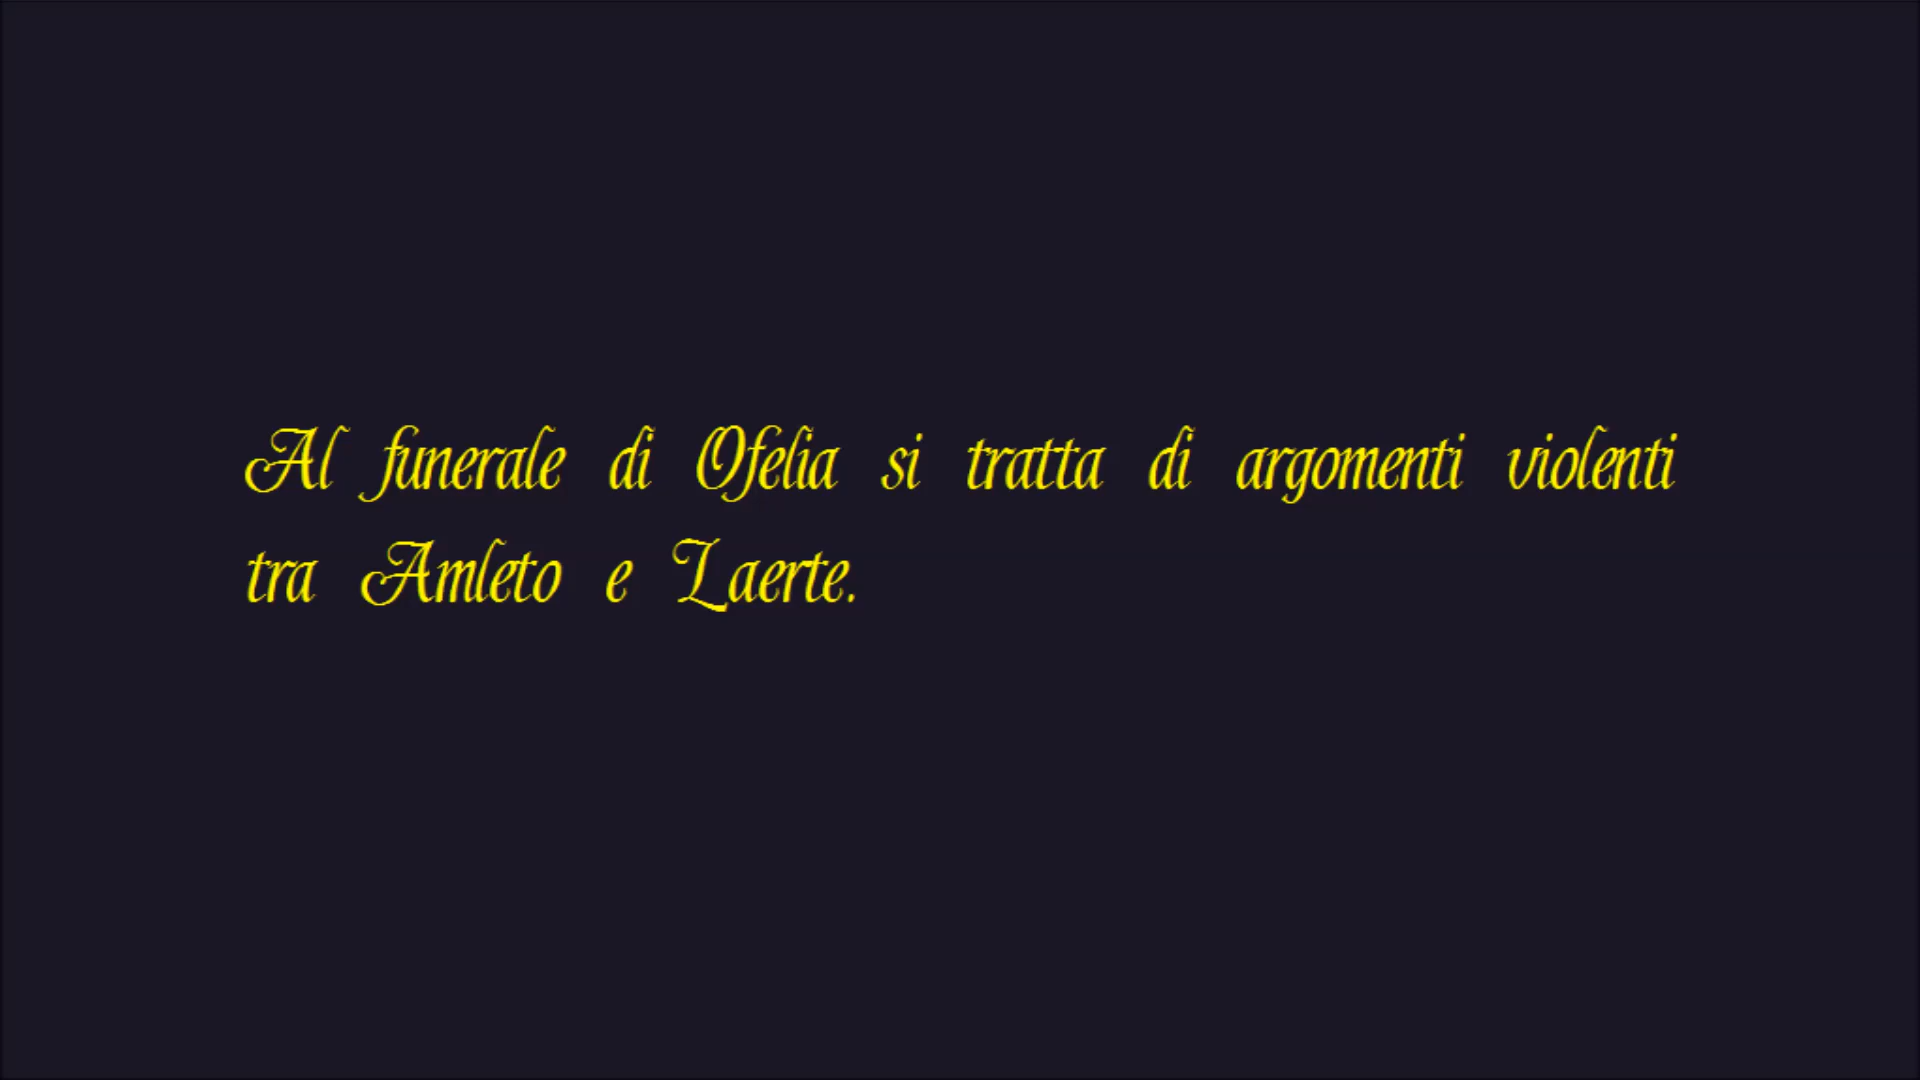 Al funerale di Ofelia si tratta di argomenti violenti
tra Amleto e Laerte.